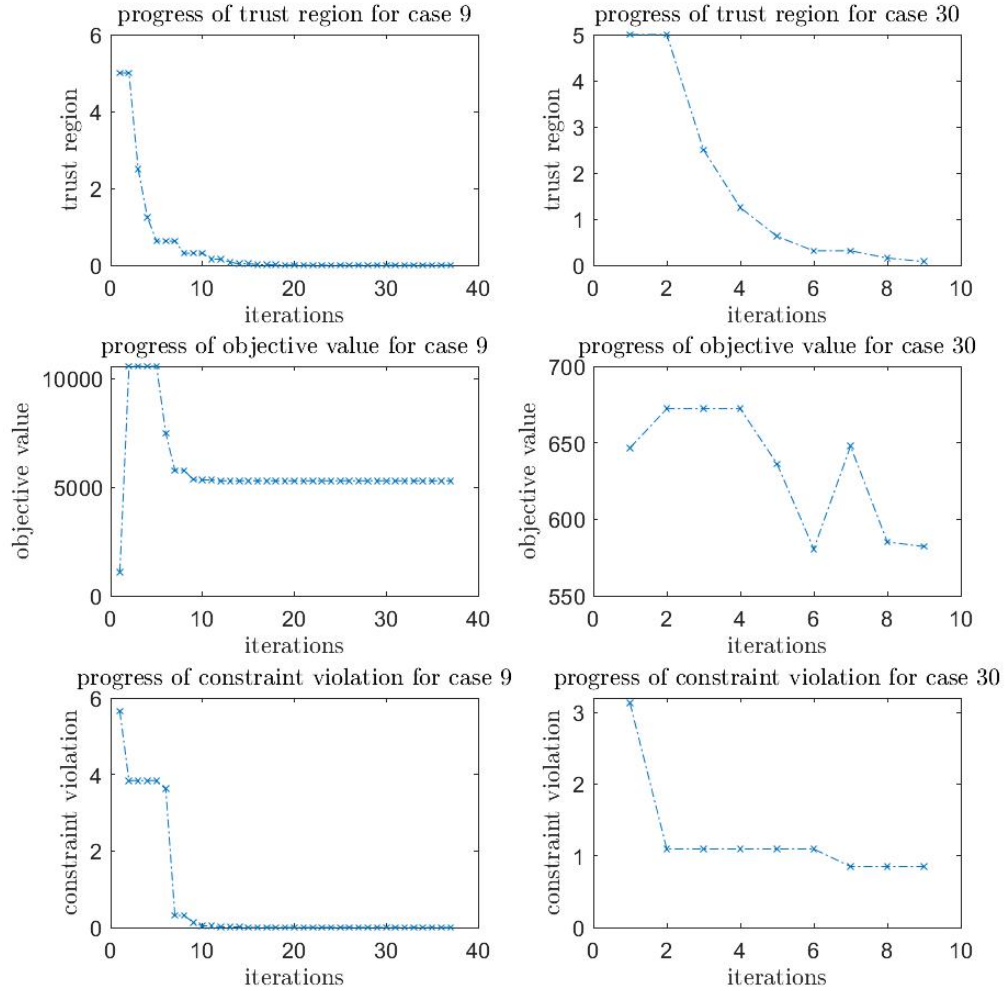 progress of trust region for case 9
trust region
6
4
2
0
0 10 20 30 40
iterations
progress of trust region for case 30
trust region
5
4
3
2
1
0
0 2 4 6 8 10
iterations
progress of objective value for case 9
objective value
10000
5000
0
0 10 20 30 40
iterations
progress of objective value for case 30
objective value
700
650
600
550
0 2 4 6 8 10
iterations
progress of constraint violation for case 9
constraint violation
6
4
2
0
0 10 20 30 40
iterations
progress of constraint violation for case 30
constraint violation
3
2
1
0
0 2 4 6 8 10
iterations